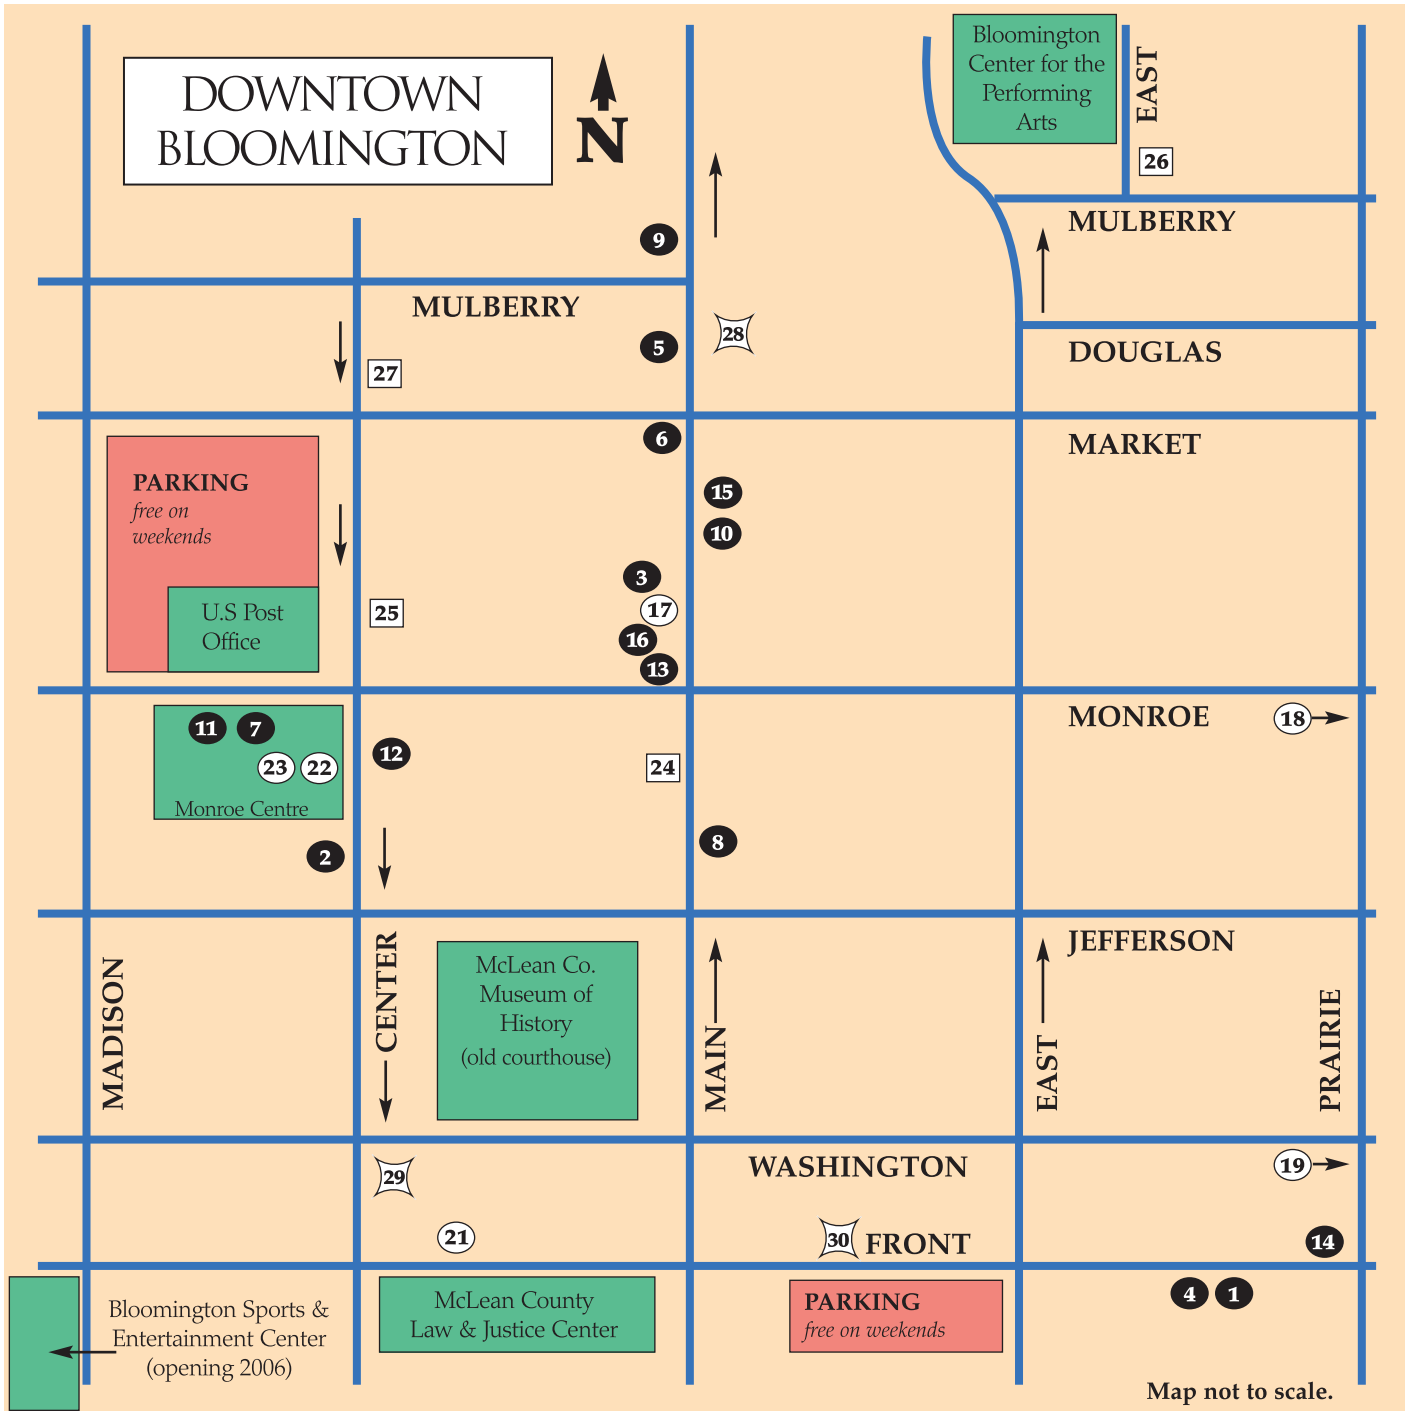 DOWNTOWN
BLOOMINGTON
N
Bloomington
Center for the
Performing
Arts
EAST
26
MULBERRY
9
MULBERRY
28
5
27
DOUGLAS
MARKET
6
PARKING
free on
weekends
15
10
3
17
25
U.S Post
Office
16
13
MONROE
18
11
7
12
23
22
24
Monroe Centre
8
2
JEFFERSON
MADISON
CENTER
McLean Co.
Museum of
History
(old courthouse)
MAIN
EAST
PRAIRIE
WASHINGTON
19
29
21
30
FRONT
14
4
1
Bloomington Sports &
Entertainment Center
(opening 2006)
McLean County
Law & Justice Center
PARKING
free on weekends
Map not to scale.